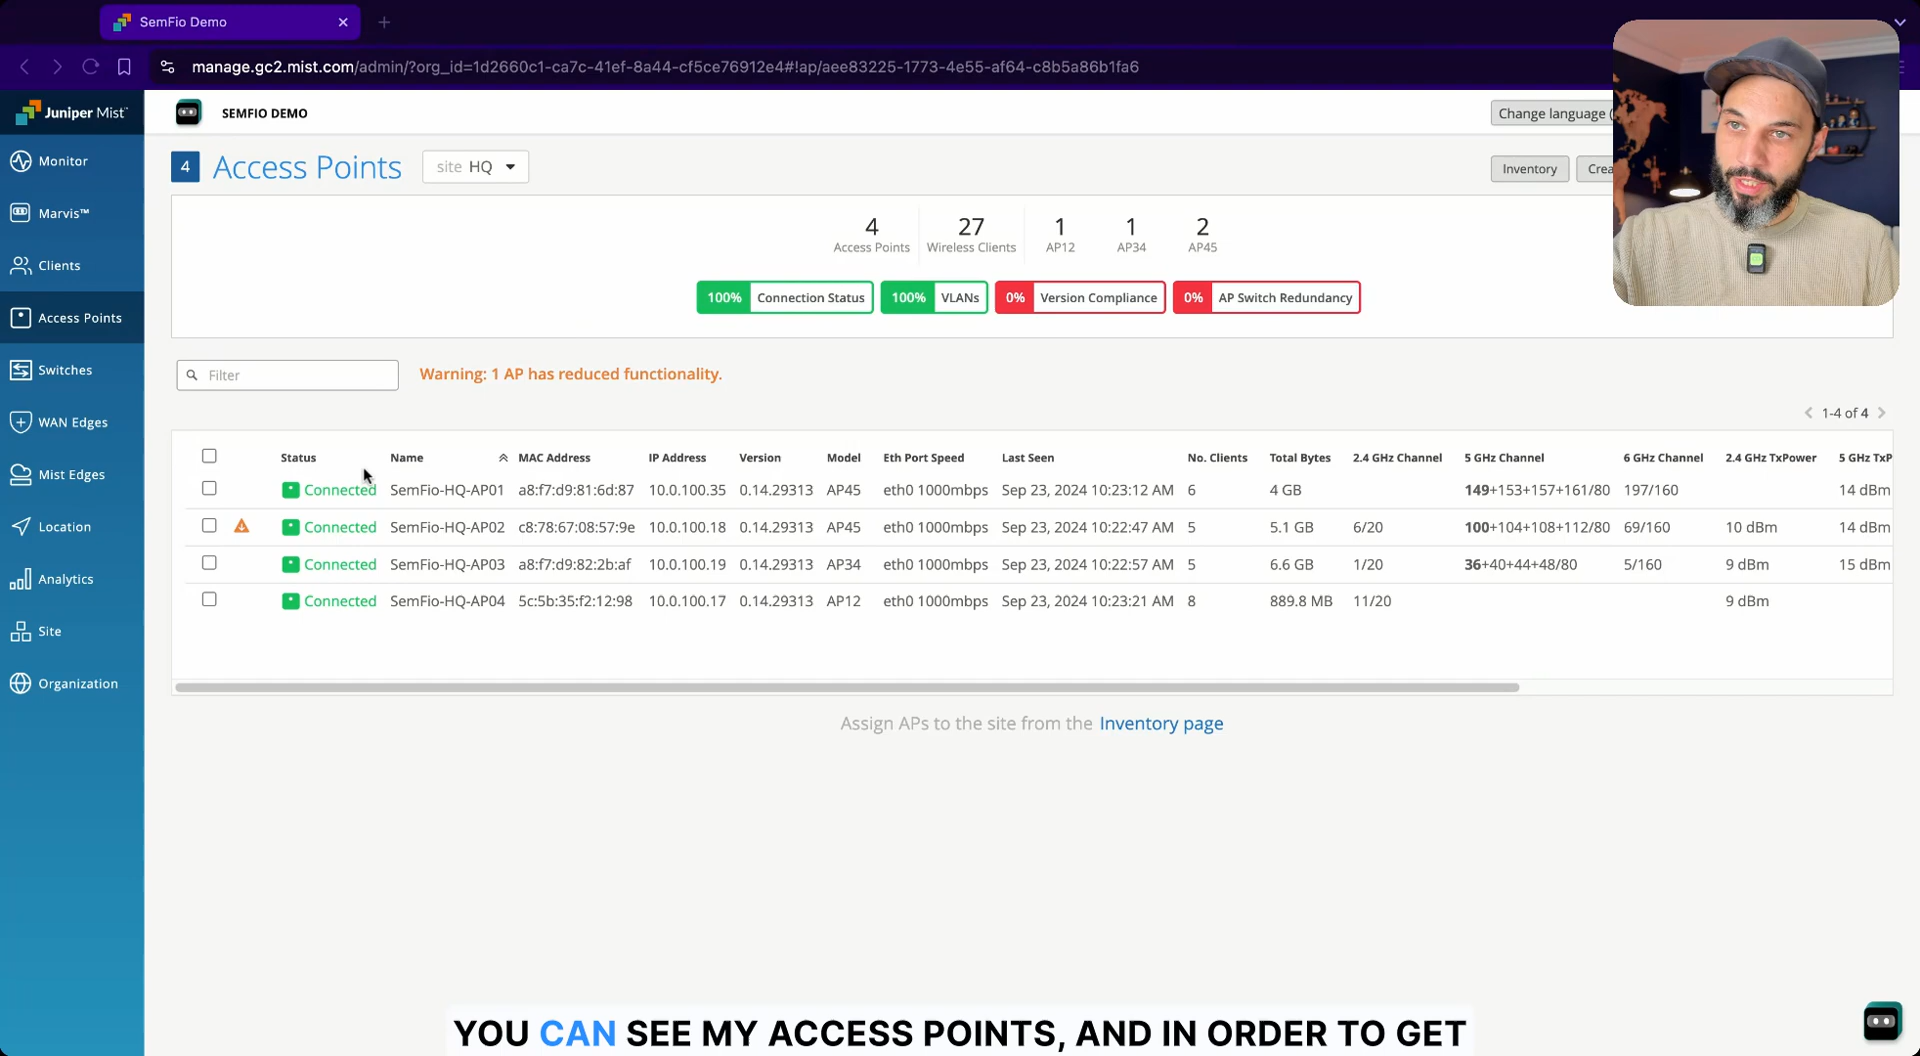 SemFio Demo
manage.gc2.mist.com/admin/?org_id=1d2660c1-ca7c-41ef-8a44-cf5ce76912e4#!ap/aee83225-1773-4e55-af64-c8b5a86b1fa6
Juniper Mist
SEMFIO DEMO
Change language (
Monitor
Marvis™
Clients
Access Points
Switches
WAN Edges
Mist Edges
Location
Analytics
Site
Organization
4 Access Points site HQ
Inventory
Crea
4 27 1 1 2
Access Points Wireless Clients AP12 AP34 AP45
100% Connection Status 100% VLANs 0% Version Compliance 0% AP Switch Redundancy
Filter
Warning: 1 AP has reduced functionality.
1-4 of 4
Status Name MAC Address IP Address Version Model Eth Port Speed Last Seen No. Clients Total Bytes 2.4 GHz Channel 5 GHz Channel 6 GHz Channel 2.4 GHz TxPower 5 GHz TxP
Connected SemFio-HQ-AP01 a8:f7:d9:81:6d:87 10.0.100.35 0.14.29313 AP45 eth0 1000mbps Sep 23, 2024 10:23:12 AM 6 4 GB 149+153+157+161/80 197/160 14 dBm
Connected SemFio-HQ-AP02 c8:78:67:08:57:9e 10.0.100.18 0.14.29313 AP45 eth0 1000mbps Sep 23, 2024 10:22:47 AM 5 5.1 GB 6/20 100+104+108+112/80 69/160 10 dBm 14 dBm
Connected SemFio-HQ-AP03 a8:f7:d9:82:2b:af 10.0.100.19 0.14.29313 AP34 eth0 1000mbps Sep 23, 2024 10:22:57 AM 5 6.6 GB 1/20 36+40+44+48/80 5/160 9 dBm 15 dBm
Connected SemFio-HQ-AP04 5c:5b:35:f2:12:98 10.0.100.17 0.14.29313 AP12 eth0 1000mbps Sep 23, 2024 10:23:21 AM 8 889.8 MB 11/20 9 dBm
Assign APs to the site from the Inventory page
YOU CAN SEE MY ACCESS POINTS, AND IN ORDER TO GET